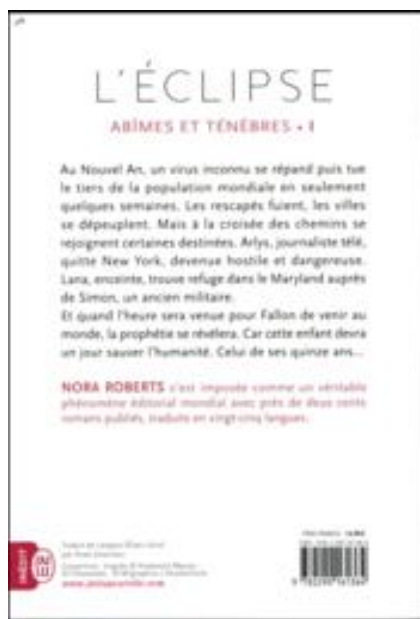 L'ÉCLIPSE
ABÎMES ET TÉNÈBRES • I
Au Nouvel An, un virus inconnu se répand puis tue
le tiers de la population mondiale en seulement
quelques semaines. Les rescapés fuient, les villes
se dépeuplent. Mais à la croisée des chemins se
rejoignent certaines destinées. Arlys, journaliste télé,
quitte New York, devenue hostile et dangereuse.
Lana, enceinte, trouve refuge dans le Maryland auprès
de Simon, un ancien militaire.
Et quand l'heure sera venue pour Fallon de venir au
monde, la prophétie se révélera. Car cette enfant devra
un jour sauver l'humanité. Celui de ses quinze ans...
NORA ROBERTS s'est imposée comme un véritable
phénomène éditorial mondial avec près de deux cents
romans publiés, traduits en vingt-cinq langues.
INÉDIT